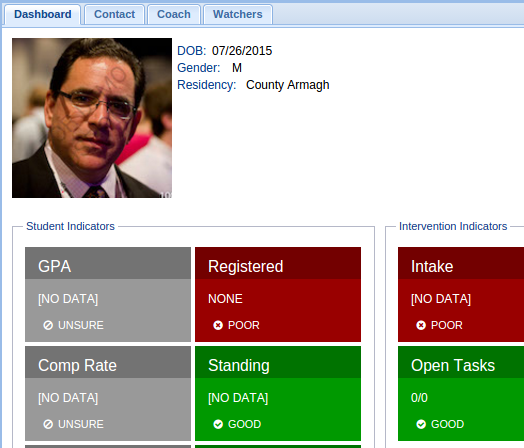 Dashboard Contact Coach Watchers
DOB: 07/26/2015
Gender: M
Residency: County Armagh
Student Indicators
GPA
[NO DATA]
UNSURE
Registered
NONE
POOR
Comp Rate
[NO DATA]
UNSURE
Standing
[NO DATA]
GOOD
Intervention Indicators
Intake
[NO DATA]
POOR
Open Tasks
0/0
GOOD